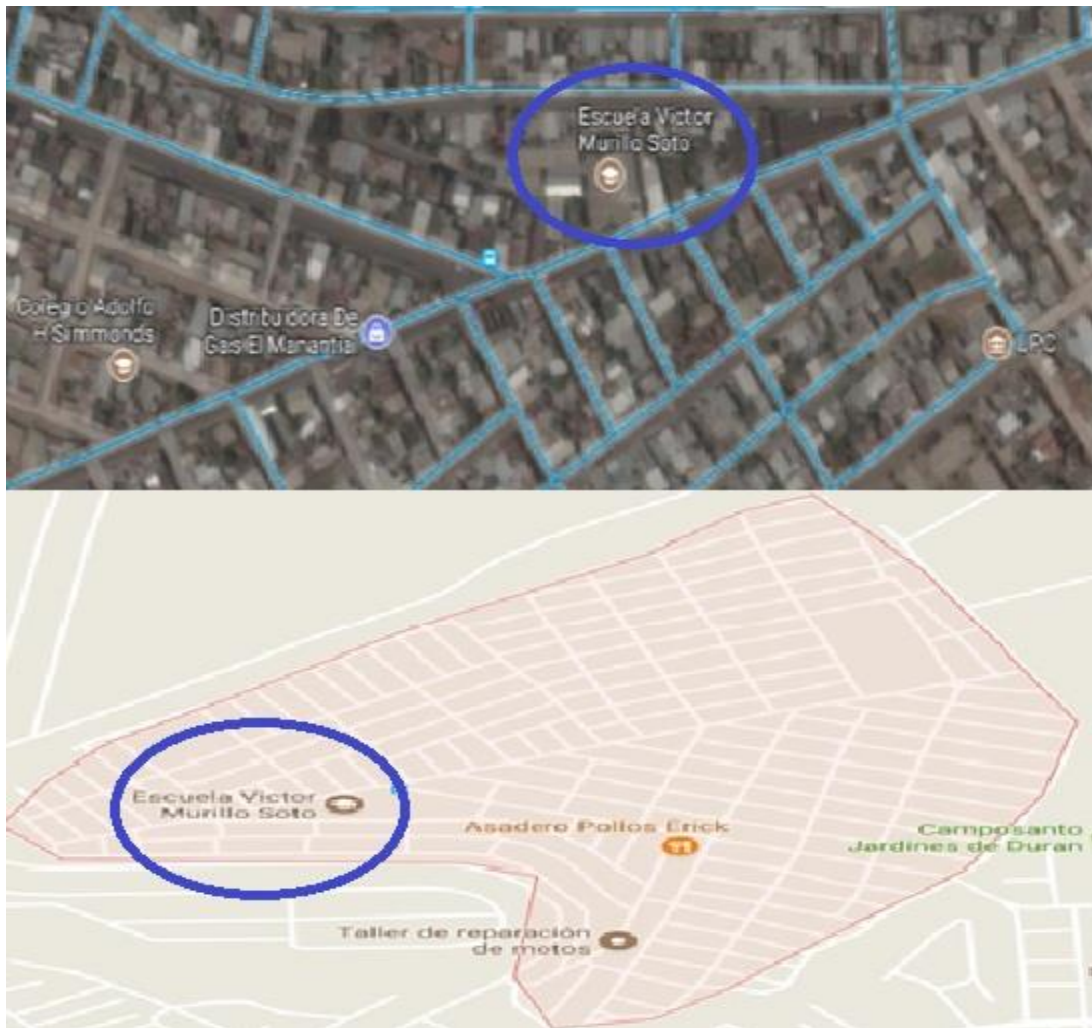 Escuela Victor
Murillo Soto
Colegio Adolfo
H Simmonds
Distribuidora De
Gas El Manantial
LPC
Escuela Victor
Murillo Soto
Asadero Pollos Erick
Camposanto
Jardines de Duran
Taller de reparación
de motos